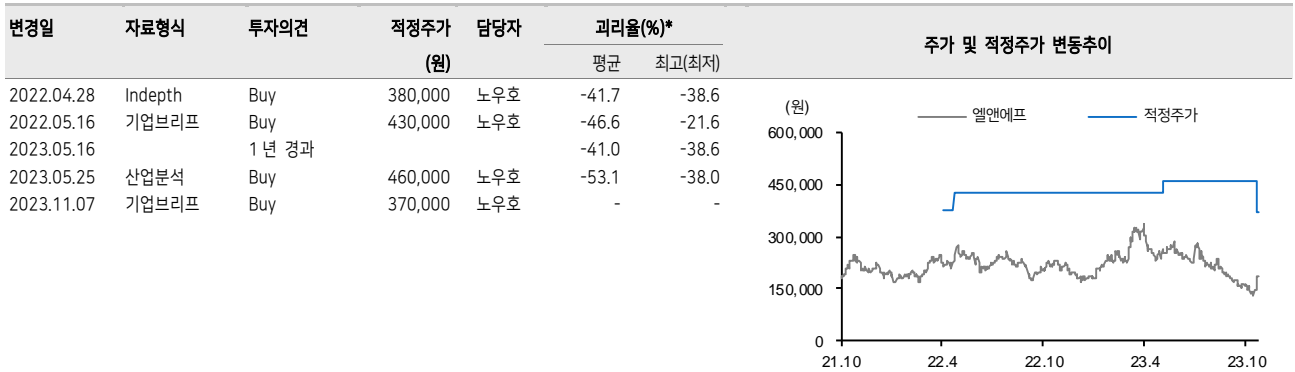 변경일 자료형식 투자의견 적정주가 담당자 괴리율(%)*
(원) 평균 최고(최저)
2022.04.28 Indepth Buy 380,000 노우호 -41.7 -38.6
2022.05.16 기업브리프 Buy 430,000 노우호 -46.6 -21.6
2023.05.16 1년 경과 -41.0 -38.6
2023.05.25 산업분석 Buy 460,000 노우호 -53.1 -38.0
2023.11.07 기업브리프 Buy 370,000 노우호 - -
주가 및 적정주가 변동추이
(원)
엘앤에프 적정주가
600,000
450,000
300,000
150,000
0
21.10 22.4 22.10 23.4 23.10